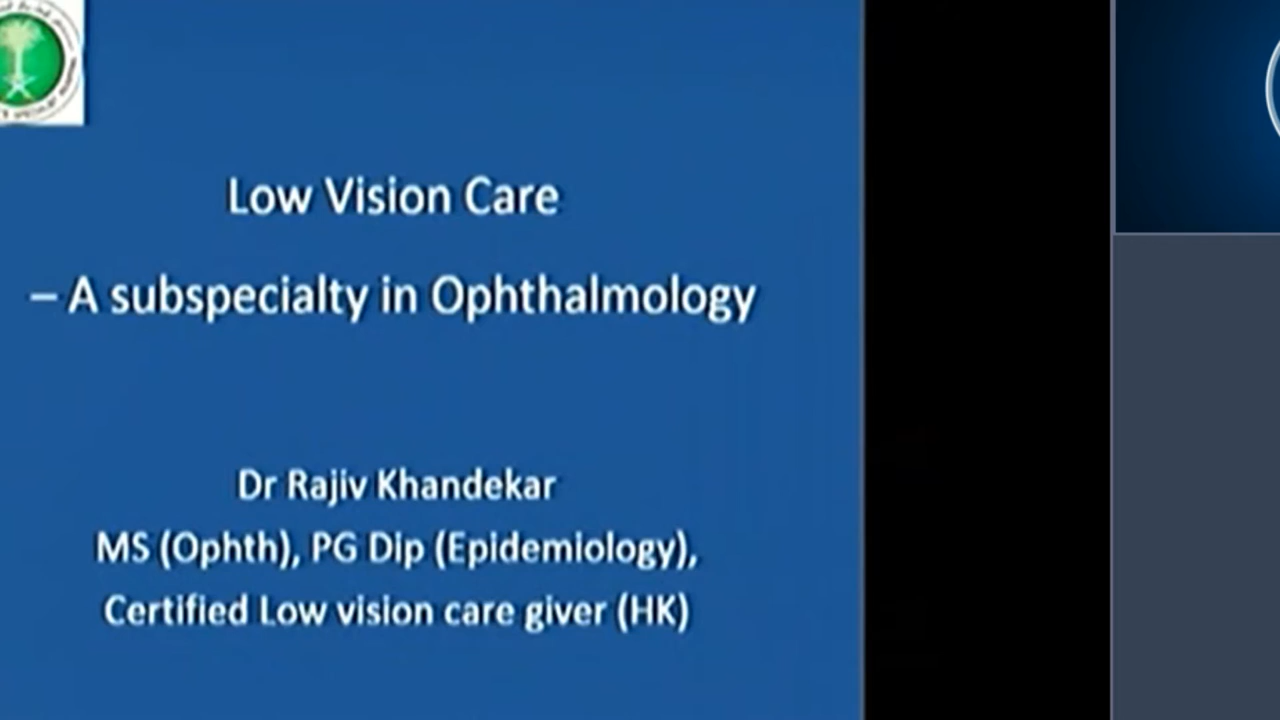 Low Vision Care
– A subspecialty in Ophthalmology
Dr Rajiv Khandekar
MS (Ophth), PG Dip (Epidemiology),
Certified Low vision care giver (HK)